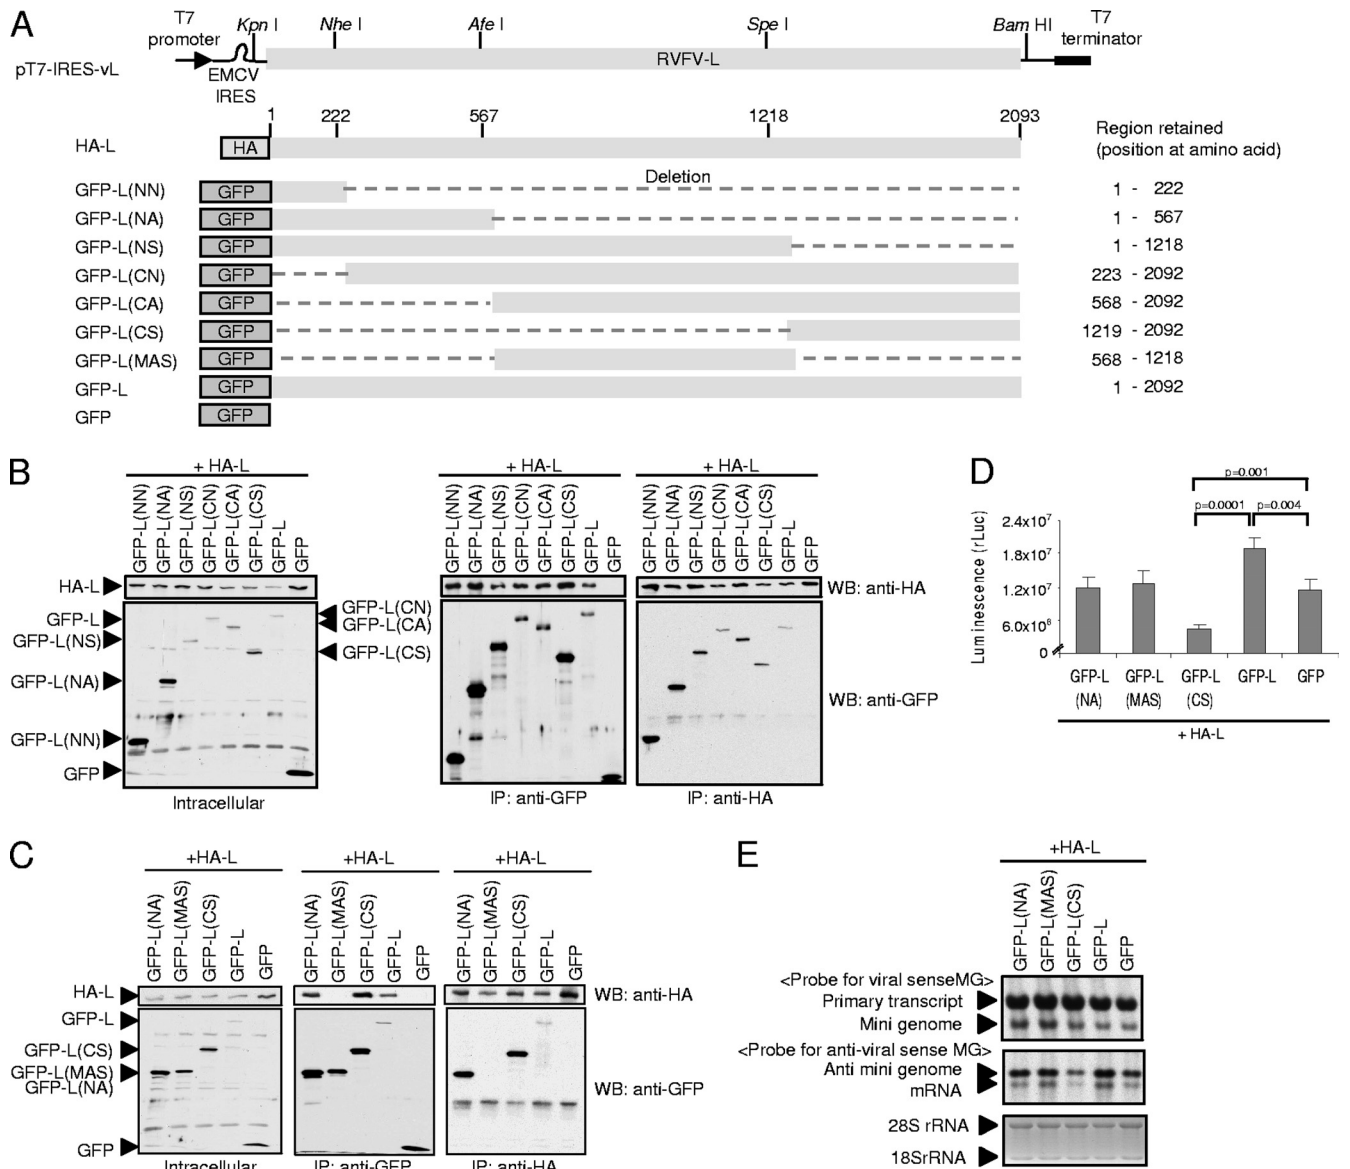 A
T7
promoter
Kpn I
Nhe I
Afe I
Spe I
Bam HI
T7
terminator
pT7-IRES-vL
EMCV
IRES
RVFV-L
1
222
567
1218
2093
Region retained
(position at amino acid)
HA-L
HA
Deletion
GFP-L(NN) GFP 1 - 222
GFP-L(NA) GFP 1 - 567
GFP-L(NS) GFP 1 - 1218
GFP-L(CN) GFP 223 - 2092
GFP-L(CA) GFP 568 - 2092
GFP-L(CS) GFP 1219 - 2092
GFP-L(MAS) GFP 568 - 1218
GFP-L GFP 1 - 2092
GFP GFP
B
+ HA-L
GFP-L(NN)
GFP-L(NA)
GFP-L(NS)
GFP-L(CN)
GFP-L(CA)
GFP-L(CS)
GFP-L
GFP
HA-L
GFP-L
GFP-L(NS)
GFP-L(NA)
GFP-L(NN)
GFP
GFP-L(CN)
GFP-L(CA)
GFP-L(CS)
Intracellular
+ HA-L
GFP-L(NN)
GFP-L(NA)
GFP-L(NS)
GFP-L(CN)
GFP-L(CA)
GFP-L(CS)
GFP-L
GFP
IP: anti-GFP
+ HA-L
GFP-L(NN)
GFP-L(NA)
GFP-L(NS)
GFP-L(CN)
GFP-L(CA)
GFP-L(CS)
GFP-L
GFP
IP: anti-HA
WB: anti-HA
WB: anti-GFP
D
p=0.001
p=0.0001
p=0.004
Luminescence (rLuc)
2.4x10⁷
1.8x10⁷
1.2x10⁷
6.0x10⁶
0
GFP-L
(NA)
GFP-L
(MAS)
GFP-L
(CS)
GFP-L
GFP
+ HA-L
C
+HA-L
GFP-L(NA)
GFP-L(MAS)
GFP-L(CS)
GFP-L
GFP
HA-L
GFP-L
GFP-L(CS)
GFP-L(MAS)
GFP-L(NA)
GFP
Intracellular
+HA-L
GFP-L(NA)
GFP-L(MAS)
GFP-L(CS)
GFP-L
GFP
IP: anti-GFP
+HA-L
GFP-L(NA)
GFP-L(MAS)
GFP-L(CS)
GFP-L
GFP
IP: anti-HA
WB: anti-HA
WB: anti-GFP
E
+HA-L
GFP-L(NA)
GFP-L(MAS)
GFP-L(CS)
GFP-L
GFP
<Probe for viral senseMG>
Primary transcript
Mini genome
<Probe for anti-viral sense MG>
Anti mini genome
mRNA
28S rRNA
18SrRNA